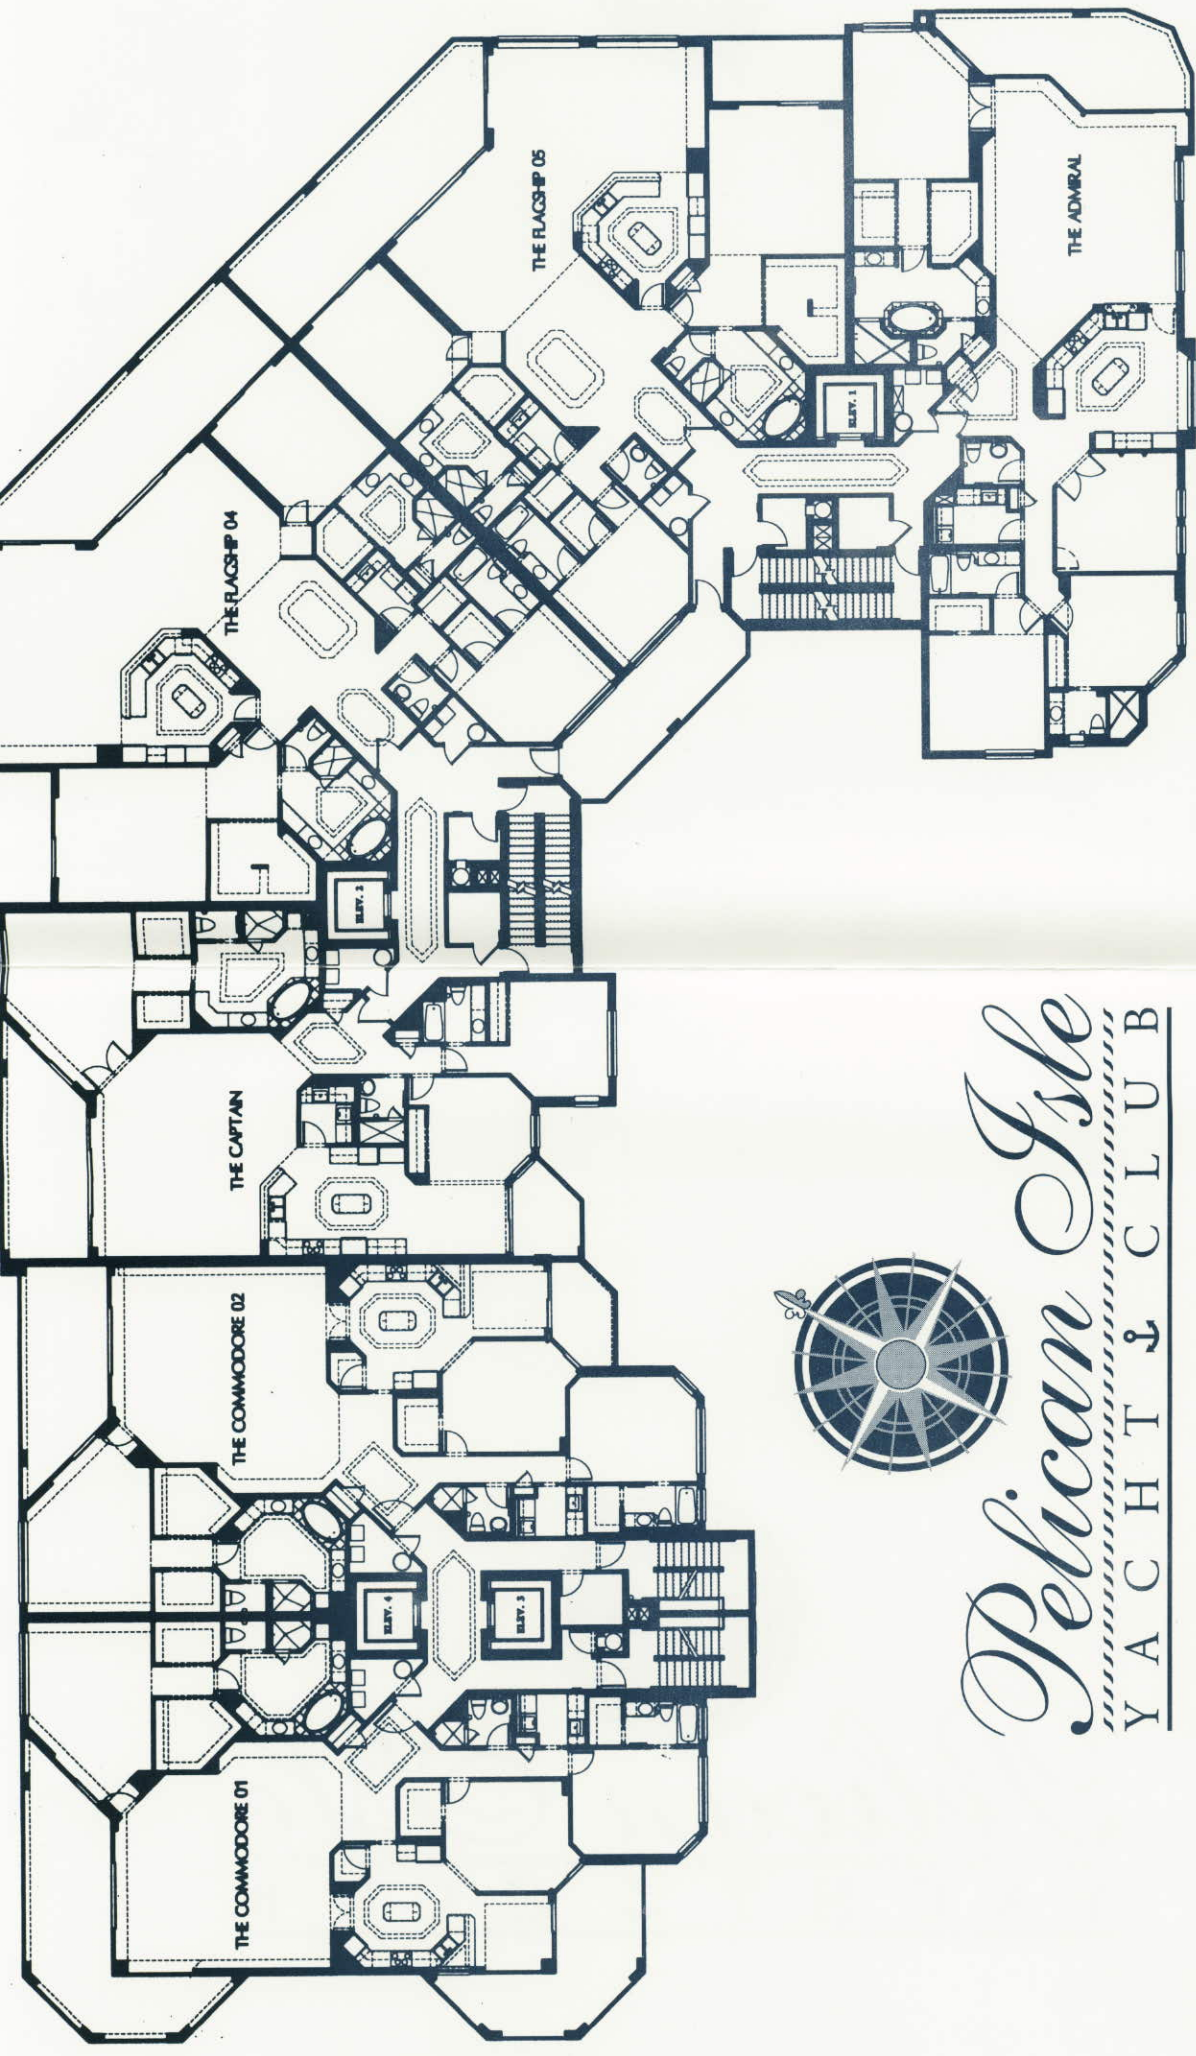 THE COMMODORE 01
THE COMMODORE 02
THE CAPTAIN
THE FLAGSHIP 04
THE FLAGSHIP 05
THE ADMIRAL
ELEV. 4
ELEV. 3
ELEV. 2
ELEV. 1
Pelican Isle
YACHT CLUB